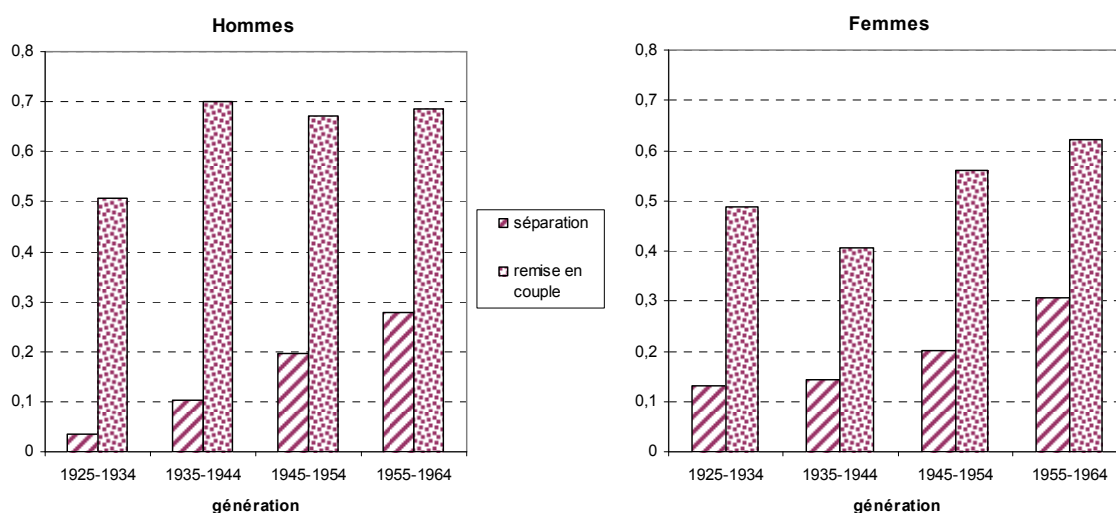 Hommes
0,8
0,7
0,6
0,5
0,4
0,3
0,2
0,1
0
1925-1934 1935-1944 1945-1954 1955-1964
génération
séparation
remise en
couple
Femmes
0,8
0,7
0,6
0,5
0,4
0,3
0,2
0,1
0
1925-1934 1935-1944 1945-1954 1955-1964
génération